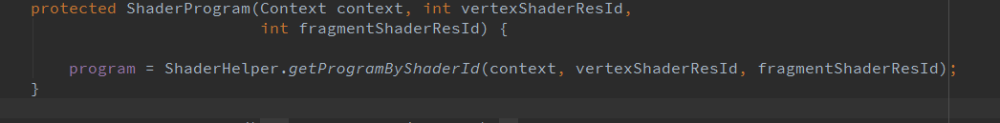 protected ShaderProgram(Context context, int vertexShaderResId,
int fragmentShaderResId) {
program = ShaderHelper.getProgramByShaderId(context, vertexShaderResId, fragmentShaderResId);
}